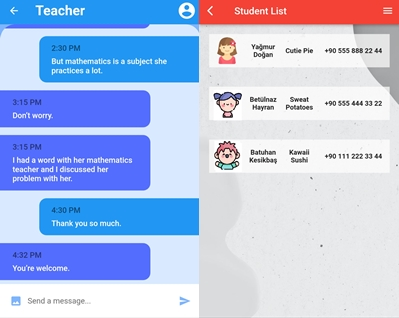 Teacher
2:30 PM
But mathematics is a subject she
practices a lot.
3:15 PM
Don't worry.
3:15 PM
I had a word with her mathematics
teacher and I discussed her
problem with her.
4:30 PM
Thank you so much.
4:32 PM
You're welcome.
Send a message...
Student List
Yağmur
Doğan
Cutie Pie
+90 555 888 22 44
Betülnaz
Hayran
Sweat
Potatoes
+90 555 444 33 22
Batuhan
Kesikbaş
Kawaii
Sushi
+90 111 222 33 44